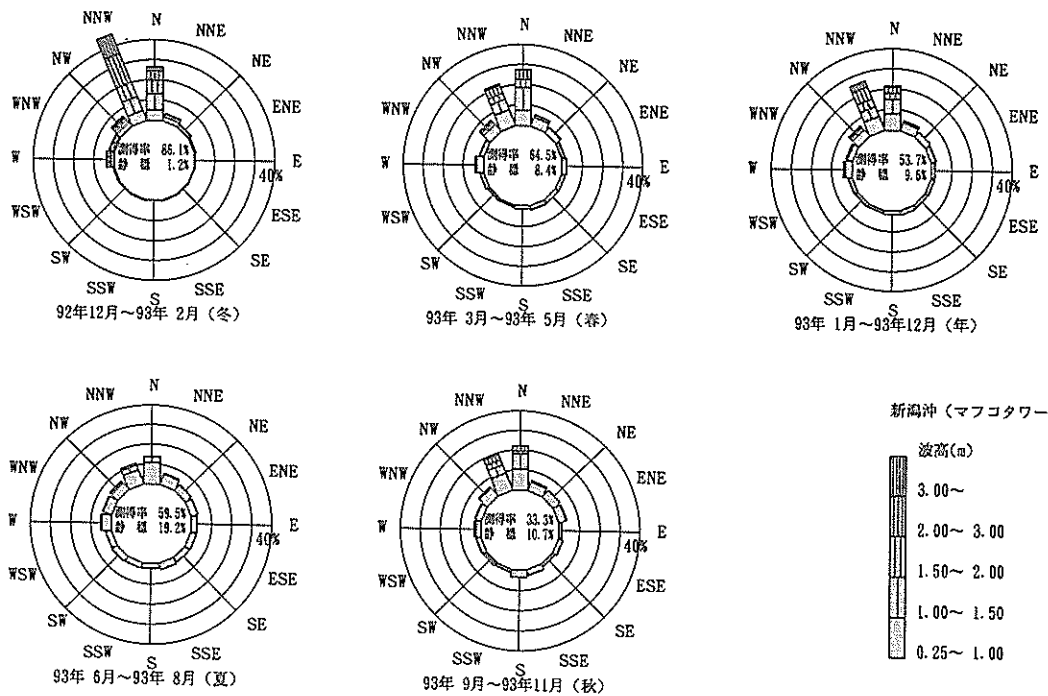 N
NNW
NNE
NW
NE
WNW
ENE
測得率 86.1%
静 穏 1.2%
W
E
40%
WSW
ESE
SW
SE
SSW
SSE
S
92年12月～93年 2月（冬）
N
NNW
NNE
NW
NE
WNW
ENE
測得率 64.5%
静 穏 8.4%
W
E
40%
WSW
ESE
SW
SE
SSW
SSE
S
93年 3月～93年 5月（春）
N
NNW
NNE
NW
NE
WNW
ENE
測得率 53.7%
静 穏 9.6%
W
E
40%
WSW
ESE
SW
SE
SSW
SSE
S
93年 1月～93年12月（年）
N
NNW
NNE
NW
NE
WNW
ENE
測得率 59.5%
静 穏 19.2%
W
E
40%
WSW
ESE
SW
SE
SSW
SSE
S
93年 6月～93年 8月（夏）
N
NNW
NNE
NW
NE
WNW
ENE
測得率 33.3%
静 穏 10.7%
W
E
40%
WSW
ESE
SW
SE
SSW
SSE
S
93年 9月～93年11月（秋）
新潟沖（マフコタワー
波高(m)
3.00～
2.00～ 3.00
1.50～ 2.00
1.00～ 1.50
0.25～ 1.00